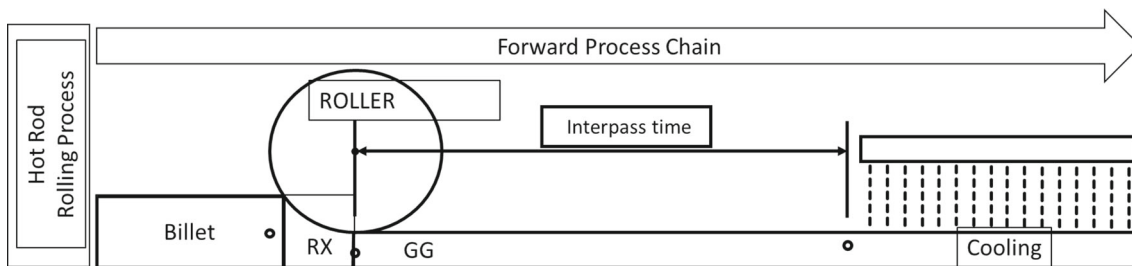 Hot Rod
Rolling Process
Forward Process Chain
ROLLER
Interpass time
Billet
RX
GG
Cooling